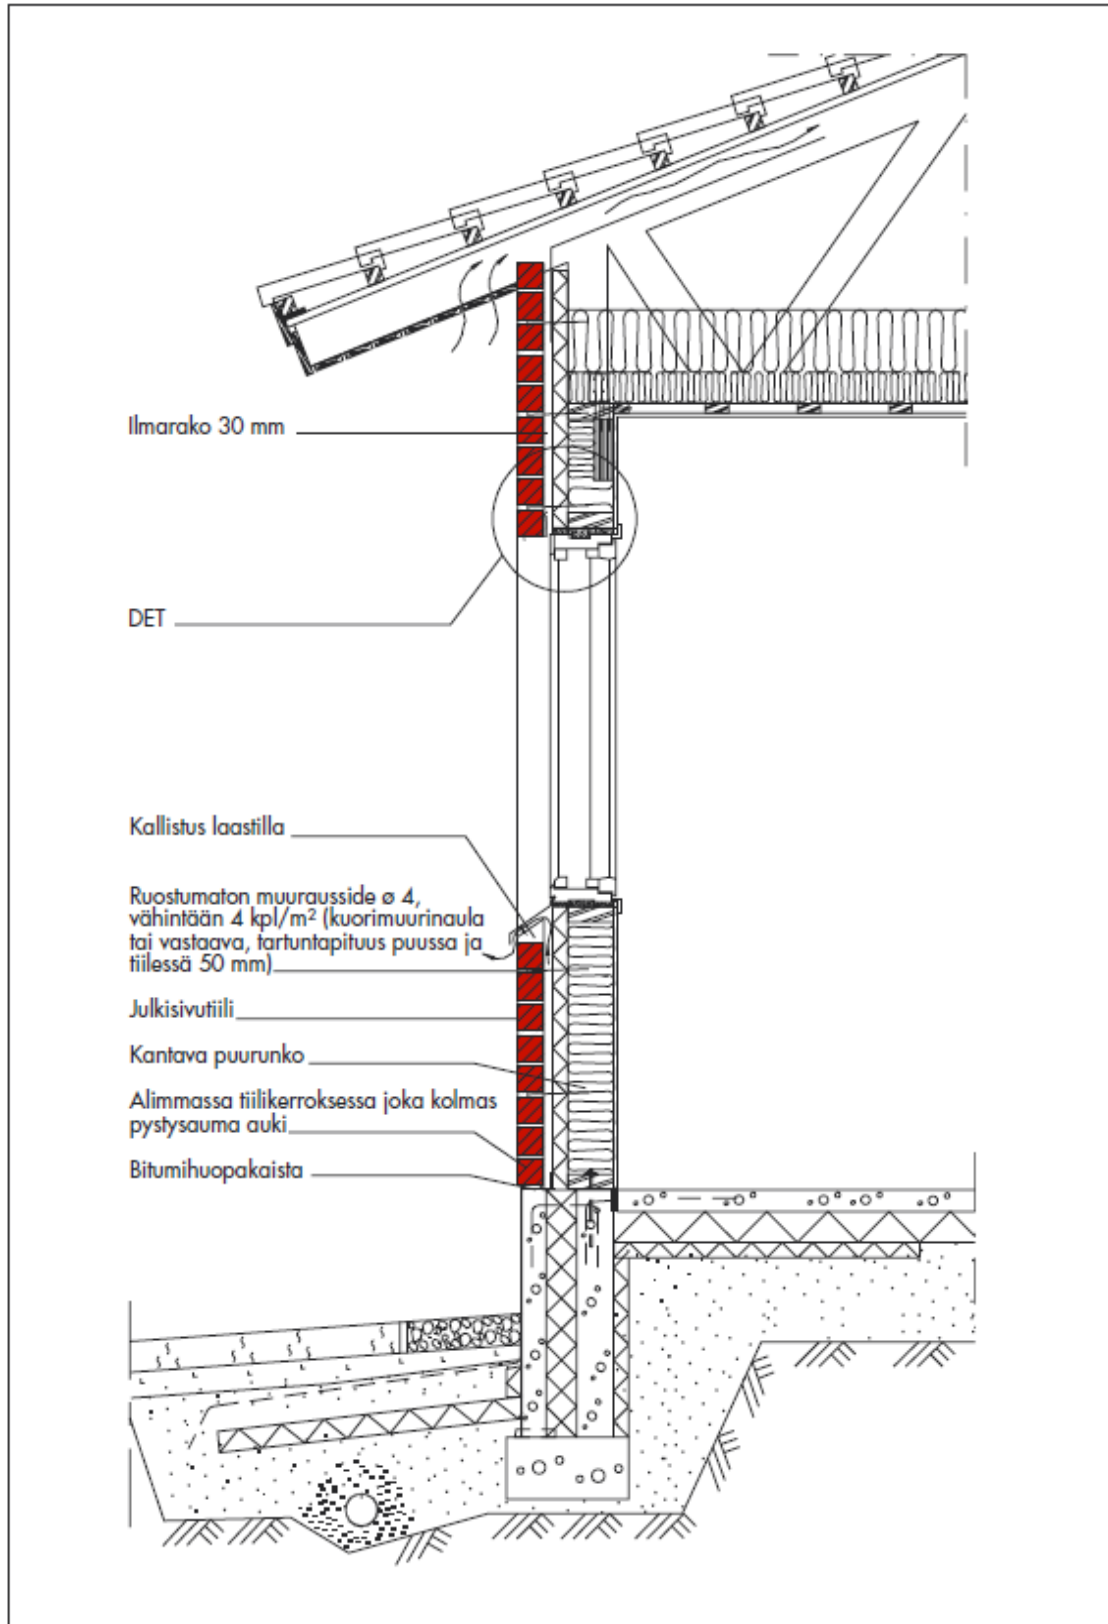 Ilmarako 30 mm
DET
Kallistus laastilla
Ruostumaton muurausside ø 4,
vähintään 4 kpl/m² (kuorimuurinaula
tai vastaava, tartuntapituus puussa ja
tiilessä 50 mm)
Julkisivutiili
Kantava puurunko
Alimmassa tiilikerroksessa joka kolmas
pystysauma auki
Bitumihuopakaista